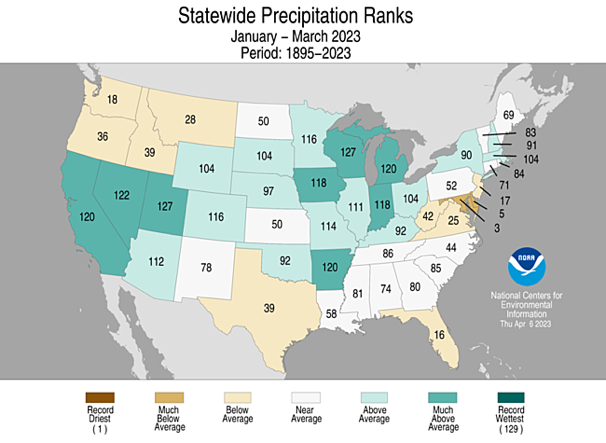 Statewide Precipitation Ranks
January – March 2023
Period: 1895–2023
18
28
50
116
69
36
39
104
104
97
127
120
90
83
91
104
84
71
17
5
3
120
122
127
116
118
111
118
104
52
42
25
50
114
92
112
78
92
120
86
44
85
39
58
81
74
80
16
NOAA
National Centers for
Environmental
Information
Thu Apr 6 2023
Record
Driest
(1)
Much
Below
Average
Below
Average
Near
Average
Above
Average
Much
Above
Average
Record
Wettest
(129)